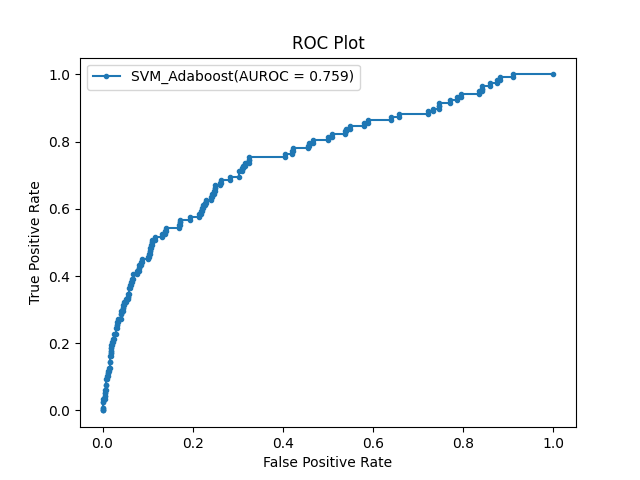 ROC Plot
SVM_Adaboost(AUROC = 0.759)
1.0
0.8
0.6
0.4
0.2
0.0
True Positive Rate
0.0 0.2 0.4 0.6 0.8 1.0
False Positive Rate